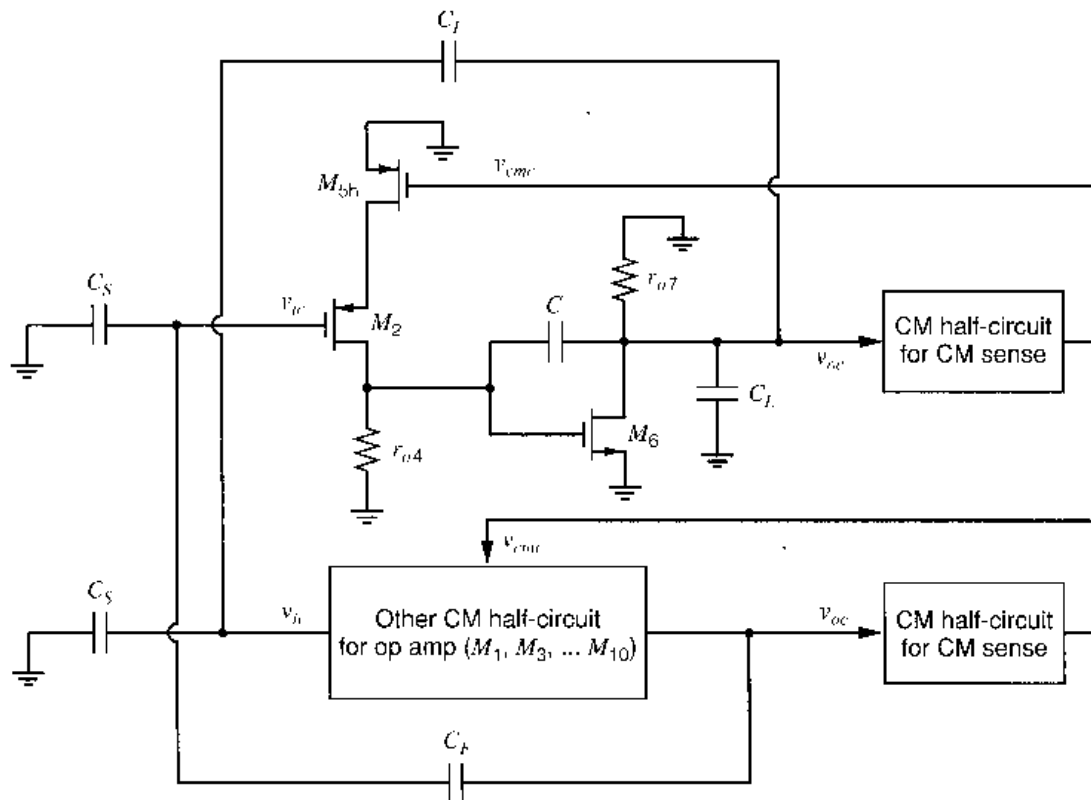 C_I
v_cmc
M_5h
r_o7
C_S
v_ic
M_2
C
CM half-circuit
for CM sense
v_oc
M_6
C_L
r_o4
v_cmc
C_S
Other CM half-circuit
for op amp (M_1, M_3, ... M_10)
v_oc
CM half-circuit
for CM sense
C_F